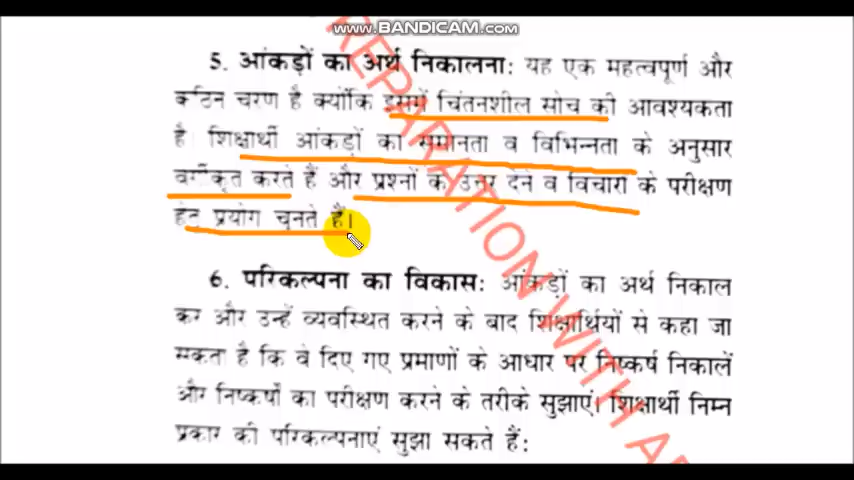 www.BANDICAM.com
5. आंकड़ों का अर्थ निकालना: यह एक महत्वपूर्ण और
कठिन चरण है क्योंकि इसमें चिंतनशील सोच की आवश्यकता
है। शिक्षार्थी आंकड़ों का समानता व विभिन्नता के अनुसार
वर्गीकृत करते हैं और प्रश्नों के उत्तर देने व विचारों के परीक्षण
हेतु प्रयोग चुनते हैं।
6. परिकल्पना का विकास: आंकड़ों का अर्थ निकाल
कर और उन्हें व्यवस्थित करने के बाद शिक्षार्थियों से कहा जा
सकता है कि वे दिए गए प्रमाणों के आधार पर निष्कर्ष निकालें
और निष्कर्षों का परीक्षण करने के तरीके सुझाएं। शिक्षार्थी निम्न
प्रकार की परिकल्पनाएं सुझा सकते हैं:
PREPARATION WITH